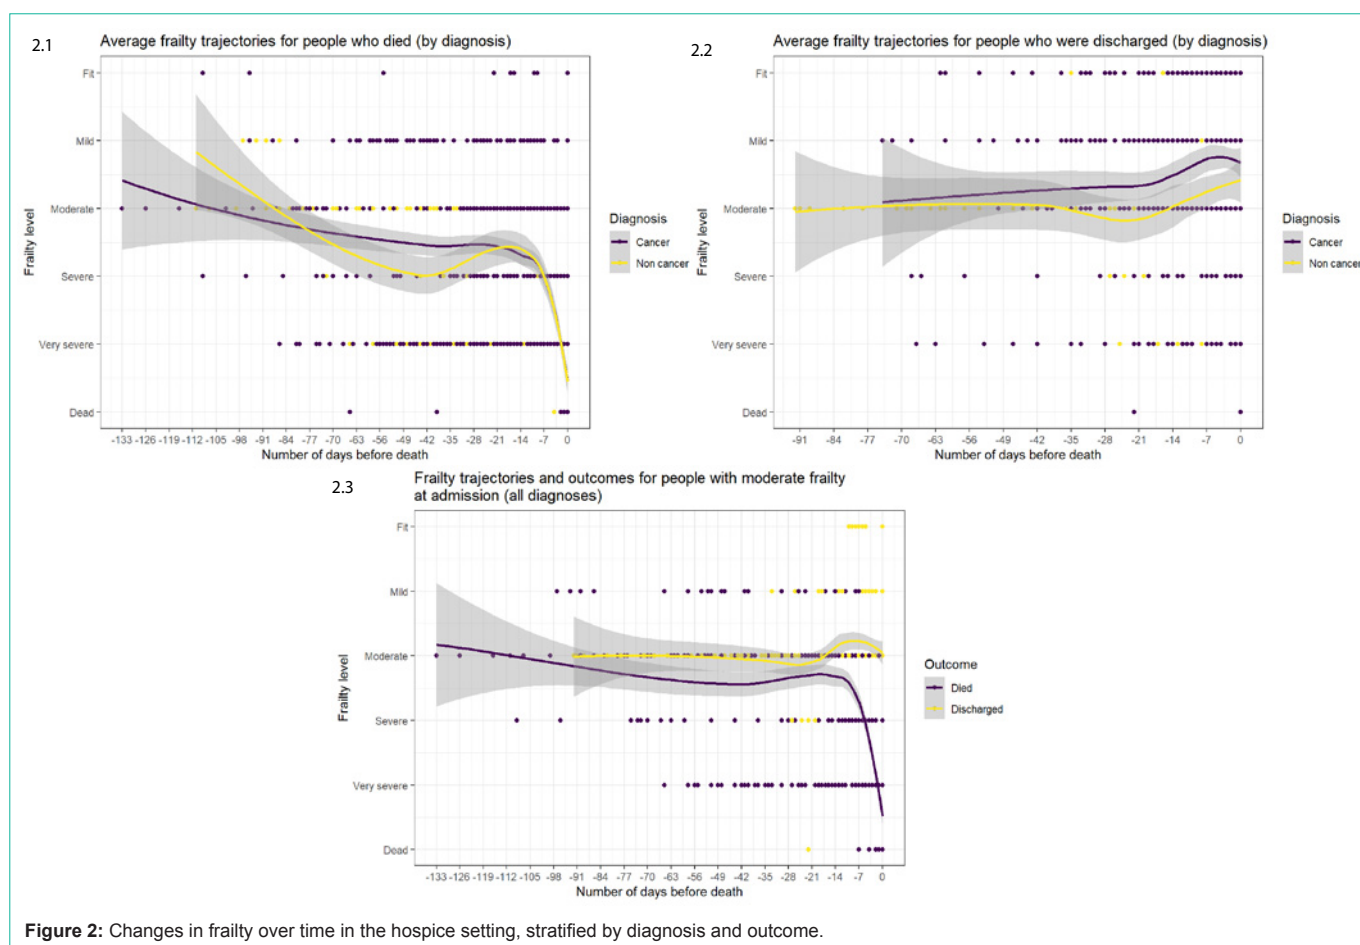 2.1
Average frailty trajectories for people who died (by diagnosis)
Frailty level
Fit
Mild
Moderate
Severe
Very severe
Dead
-133 -126 -119 -112 -105 -98 -91 -84 -77 -70 -63 -56 -49 -42 -35 -28 -21 -14 -7 0
Number of days before death
Diagnosis
Cancer
Non cancer
2.2
Average frailty trajectories for people who were discharged (by diagnosis)
Frailty level
Fit
Mild
Moderate
Severe
Very severe
Dead
-91 -84 -77 -70 -63 -56 -49 -42 -35 -28 -21 -14 -7 0
Number of days before death
Diagnosis
Cancer
Non cancer
2.3
Frailty trajectories and outcomes for people with moderate frailty
at admission (all diagnoses)
Frailty level
Fit
Mild
Moderate
Severe
Very severe
Dead
-133 -126 -119 -112 -105 -98 -91 -84 -77 -70 -63 -56 -49 -42 -35 -28 -21 -14 -7 0
Number of days before death
Outcome
Died
Discharged
Figure 2: Changes in frailty over time in the hospice setting, stratified by diagnosis and outcome.